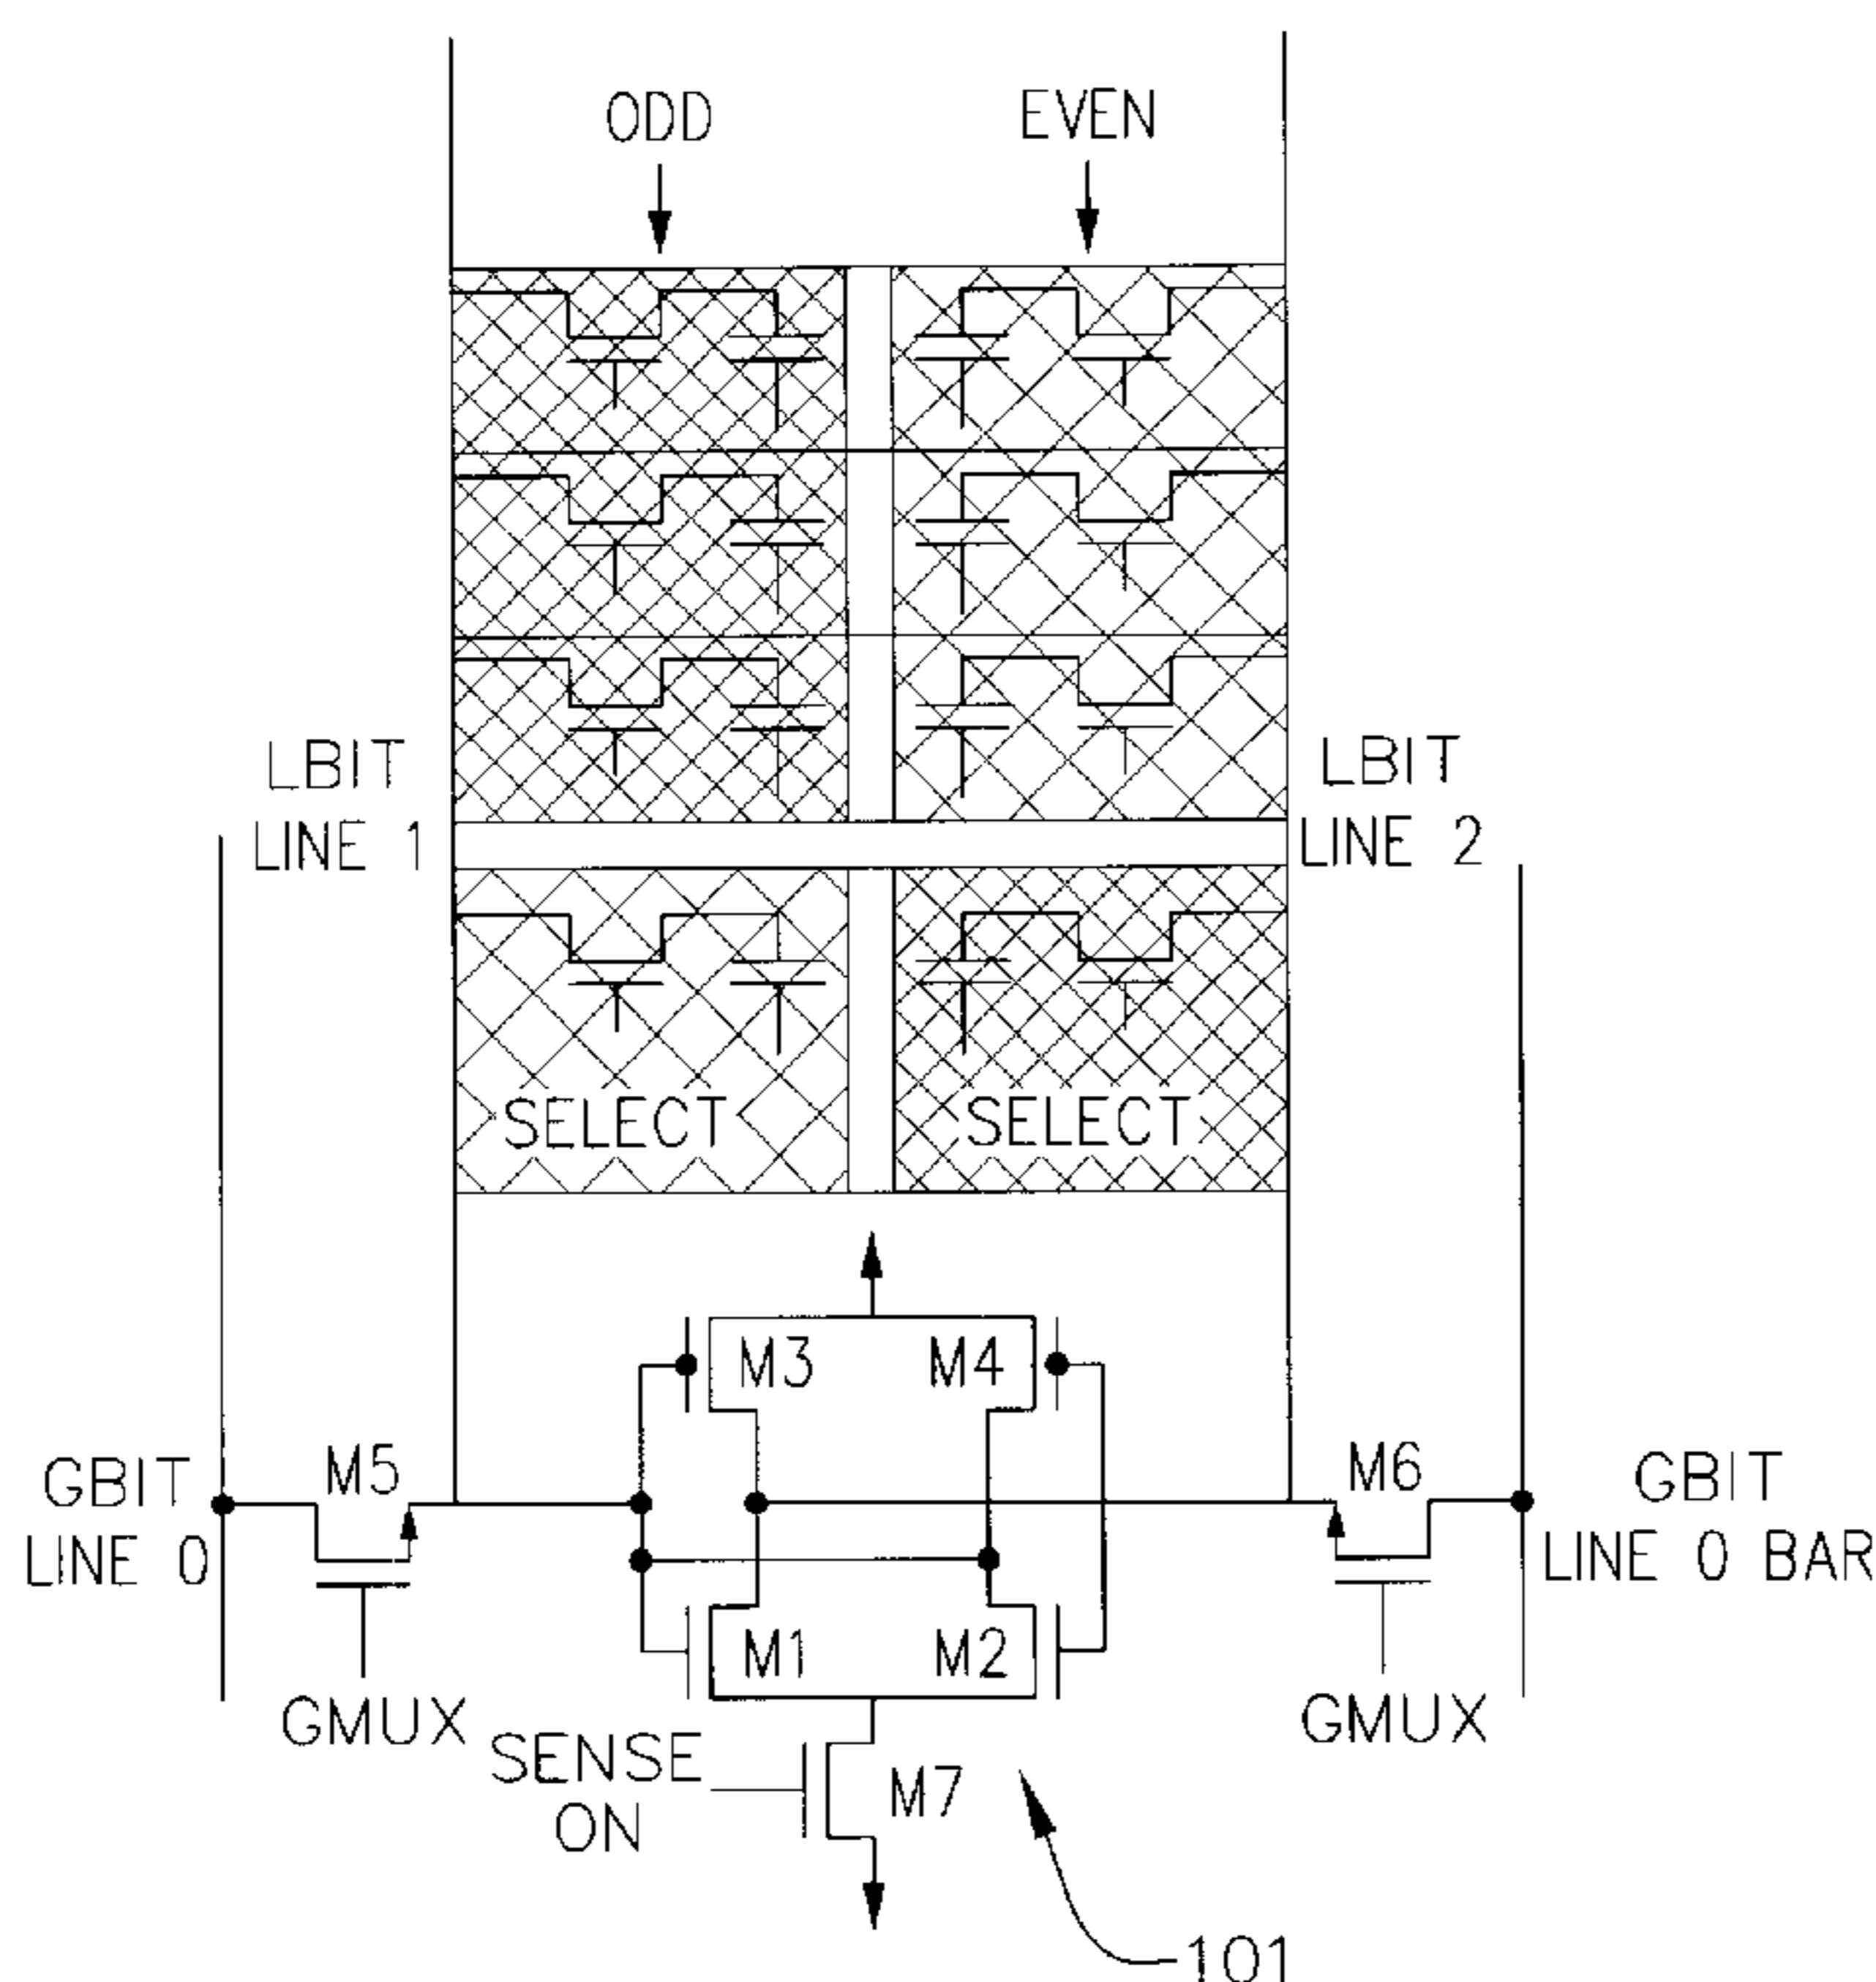 ODD
EVEN
LBIT
LINE 1
LBIT
LINE 2
SELECT
SELECT
M3
M4
GBIT
LINE 0
M5
M6
GBIT
LINE 0 BAR
M1
M2
GMUX
GMUX
SENSE
ON
M7
101